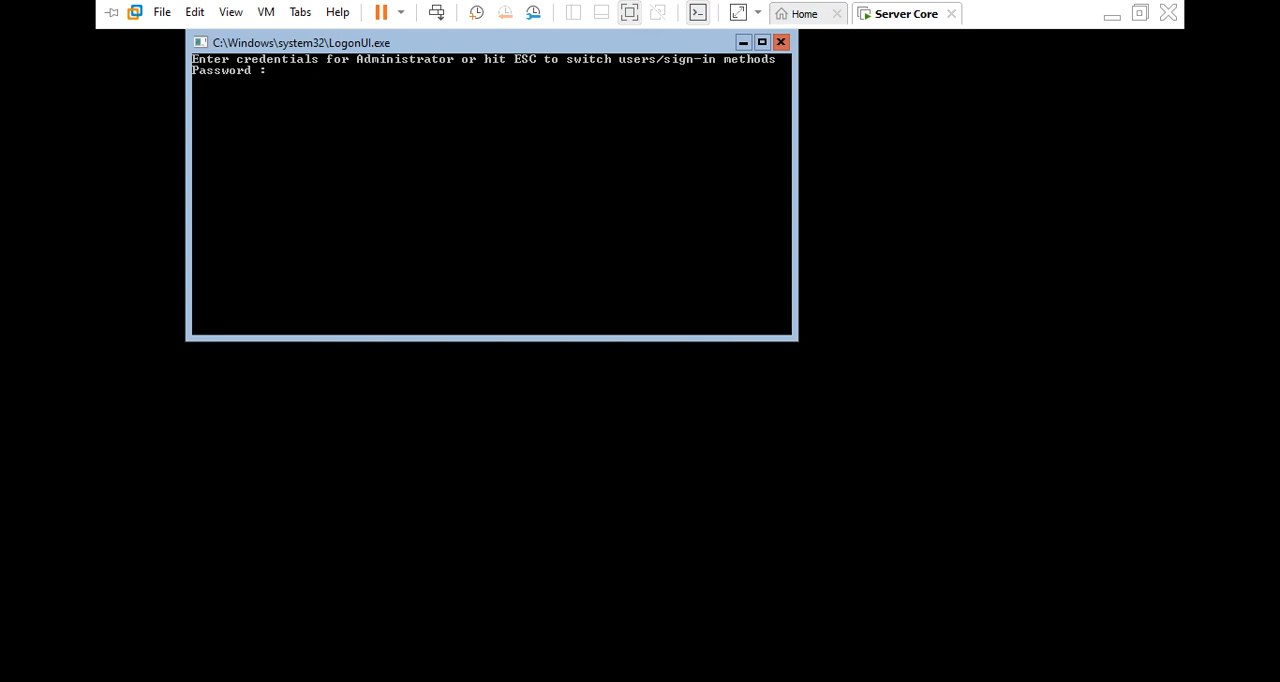 File Edit View VM Tabs Help Home Server Core
C:\Windows\system32\LogonUI.exe
Enter credentials for Administrator or hit ESC to switch users/sign-in methods
Password :